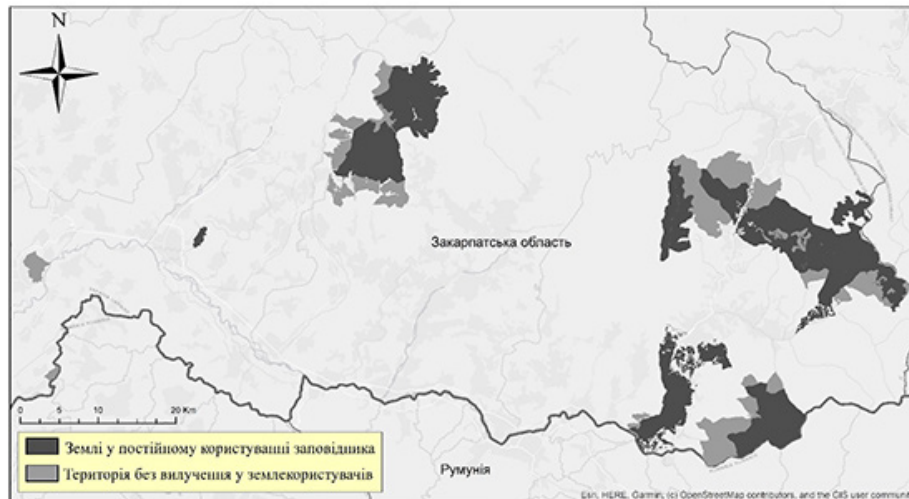 N
Закарпатська область
0 5 10 20 Km
Землі у постійному користуванні заповідника
Територія без вилучення у землекористувачів
Румунія
Esri, HERE, Garmin, (c) OpenStreetMap contributors, and the GIS user communit